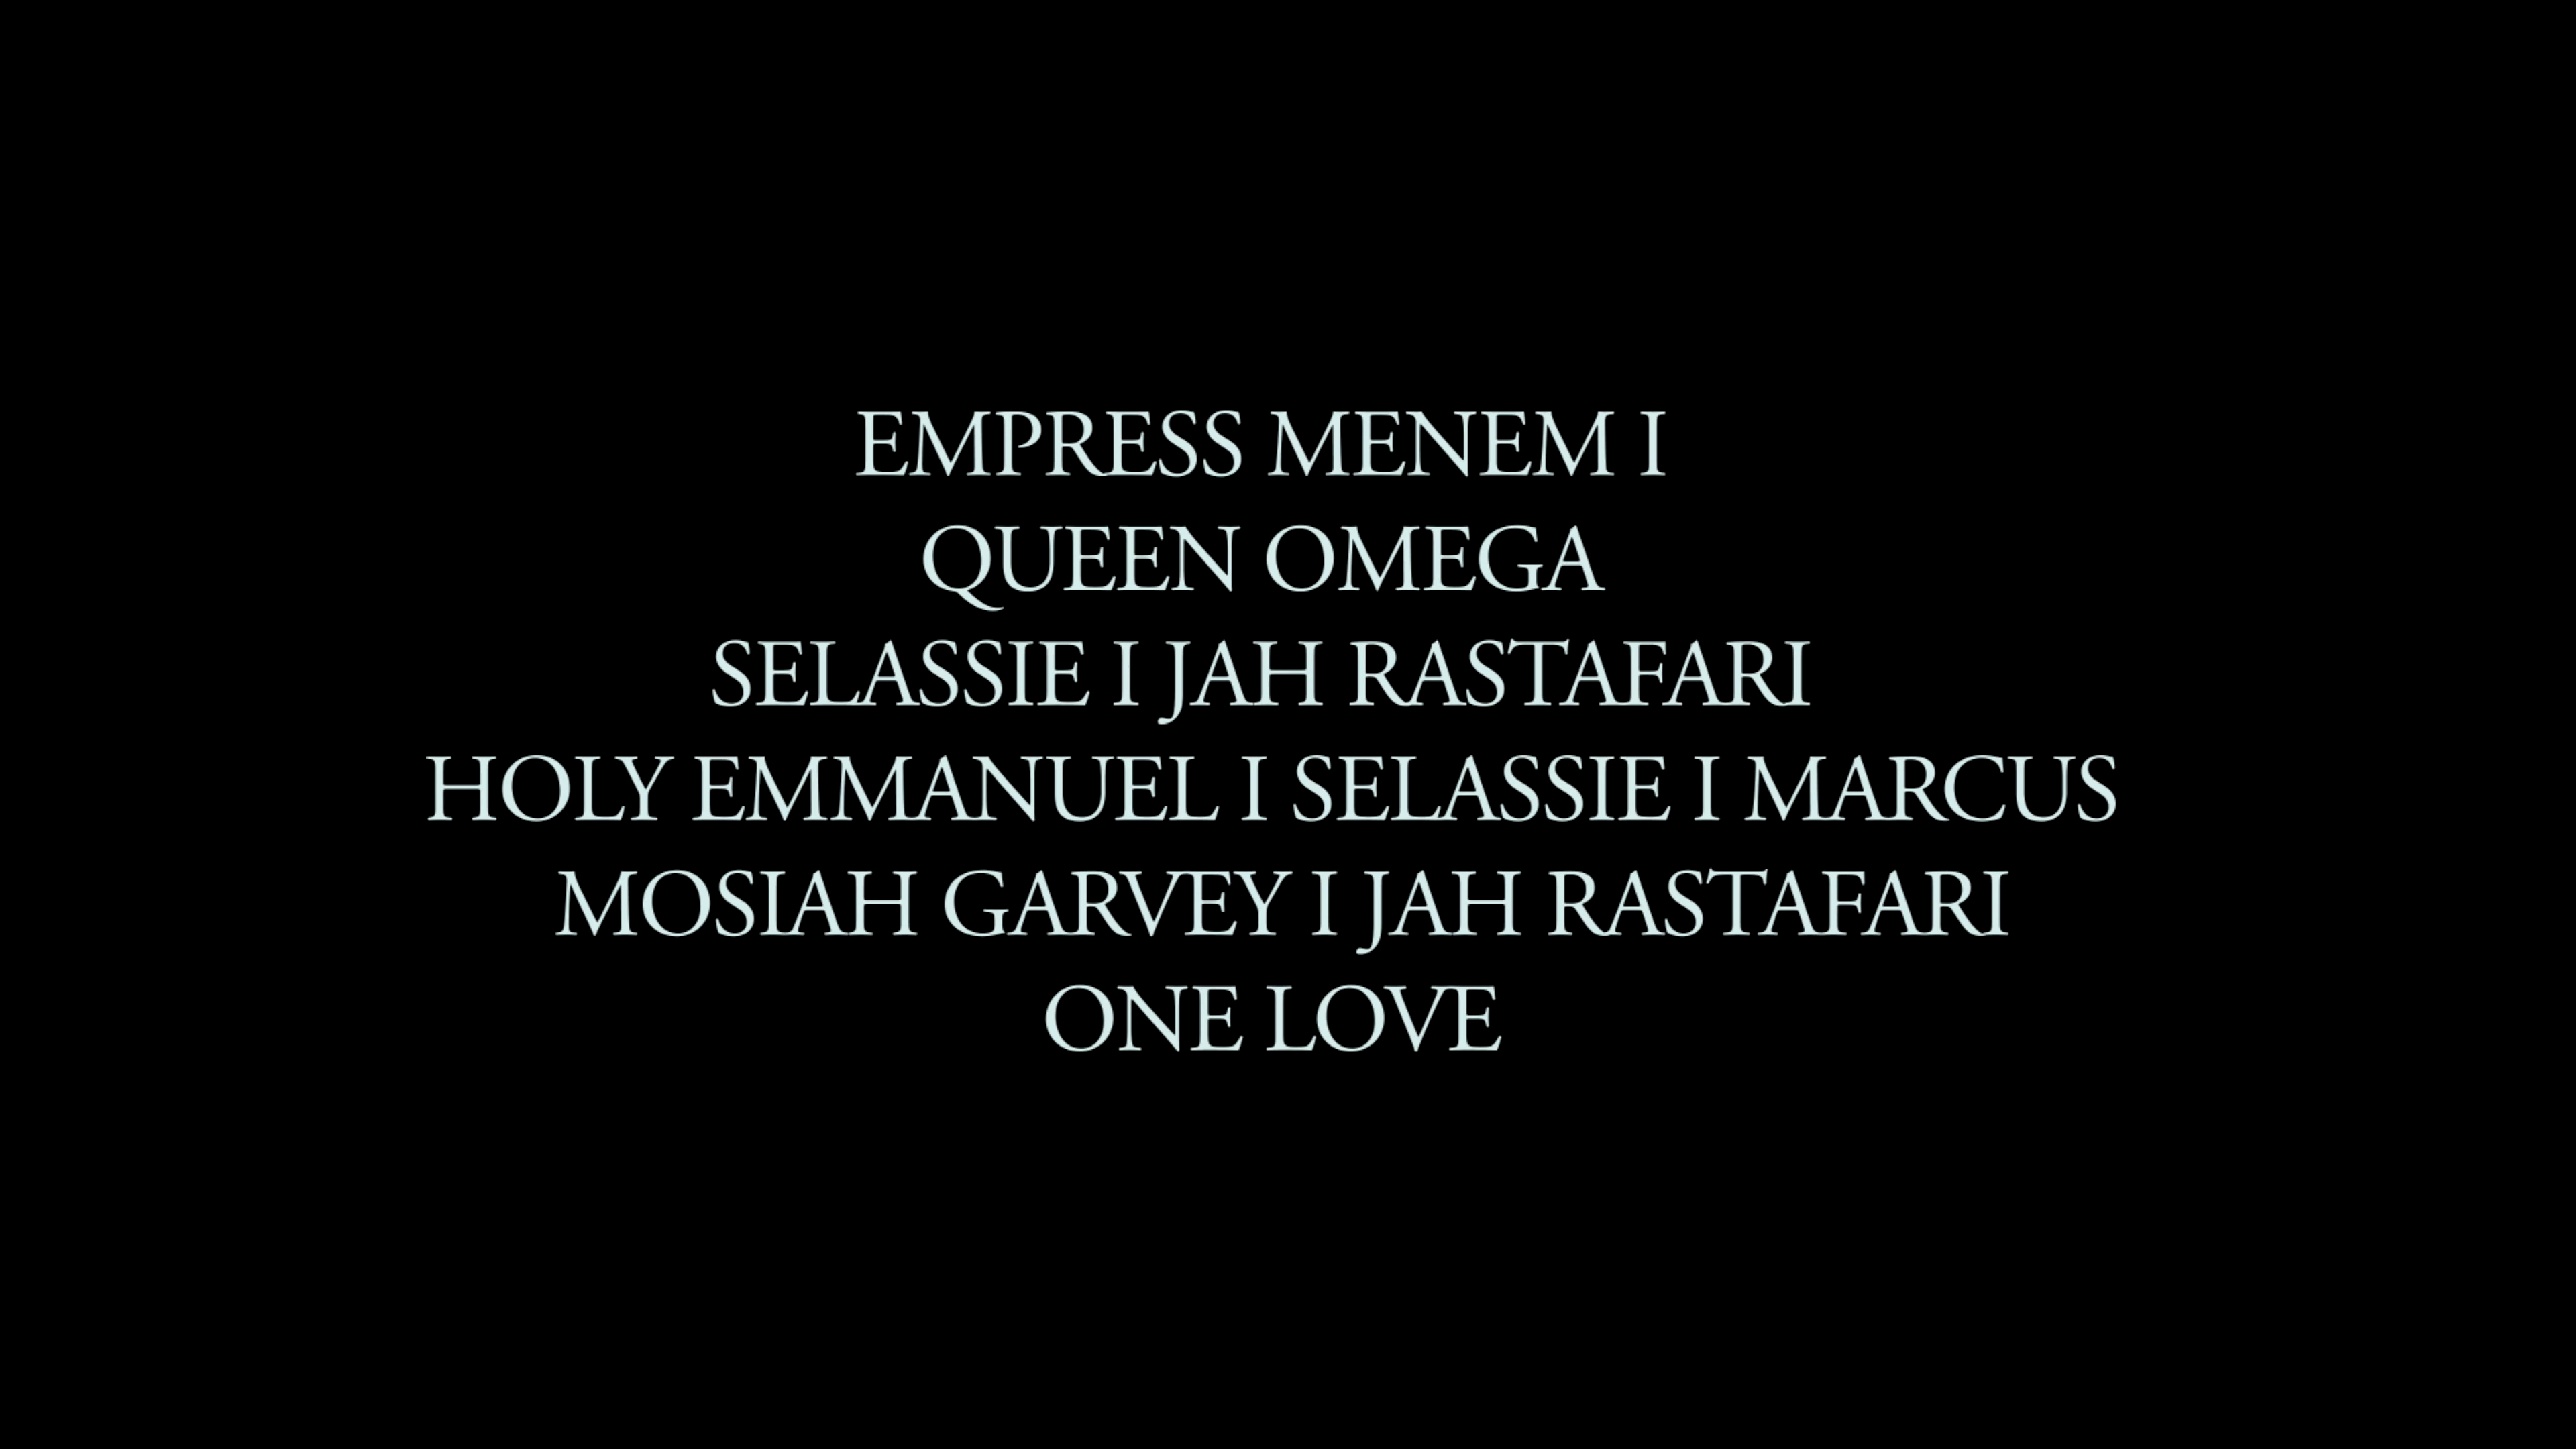 EMPRESS MENEM I
QUEEN OMEGA
SELASSIE I JAH RASTAFARI
HOLY EMMANUEL I SELASSIE I MARCUS
MOSIAH GARVEY I JAH RASTAFARI
ONE LOVE